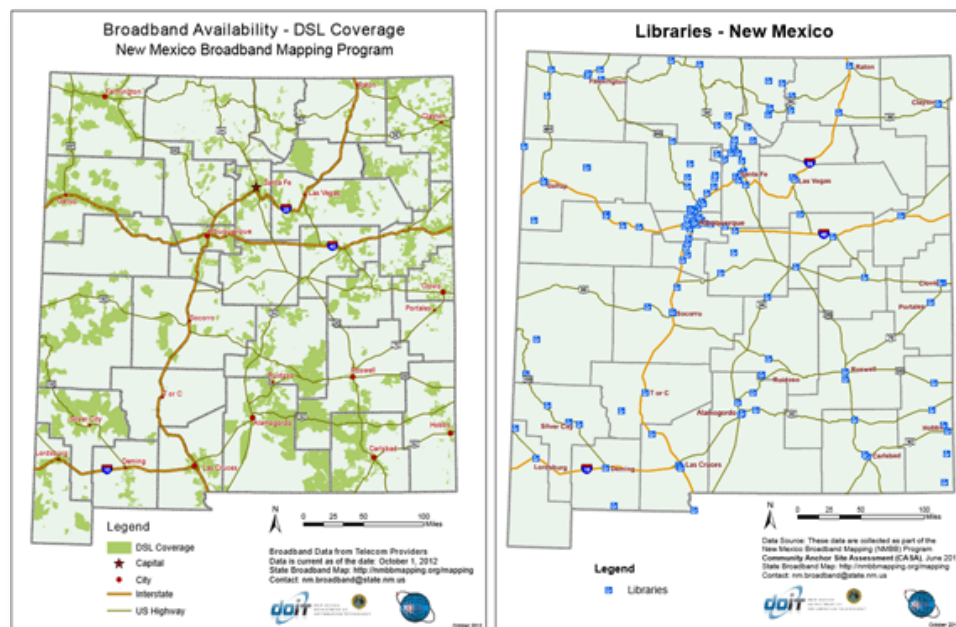 Broadband Availability - DSL Coverage
New Mexico Broadband Mapping Program
Farmington
Raton
Clayton
Santa Fe
Las Vegas
Gallup
Albuquerque
Clovis
Portales
Socorro
Ruidoso
Roswell
T or C
Silver City
Alamogordo
Hobbs
Lordsburg
Deming
Las Cruces
Carlsbad
Legend
DSL Coverage
Capital
City
Interstate
US Highway
N
0 25 50 100
Miles
Broadband Data from Telecom Providers
Data is current as of the date: October 1, 2012
State Broadband Map: http://nmbbmapping.org/mapping
Contact: nm.broadband@state.nm.us
doIT
October 2012
Libraries - New Mexico
Raton
Farmington
Clayton
Santa Fe
Las Vegas
Gallup
Albuquerque
Clovis
Portales
Socorro
Ruidoso
Roswell
T or C
Alamogordo
Silver City
Hobbs
Lordsburg
Deming
Las Cruces
Carlsbad
N
0 25 50 100
Miles
Data Source: These data are collected as part of the
New Mexico Broadband Mapping (NMBB) Program
Community Anchor Site Assessment (CASA), June
State Broadband Map: http://nmbbmapping.org/mapping
Contact: nm.broadband@state.nm.us
Legend
Libraries
doIT